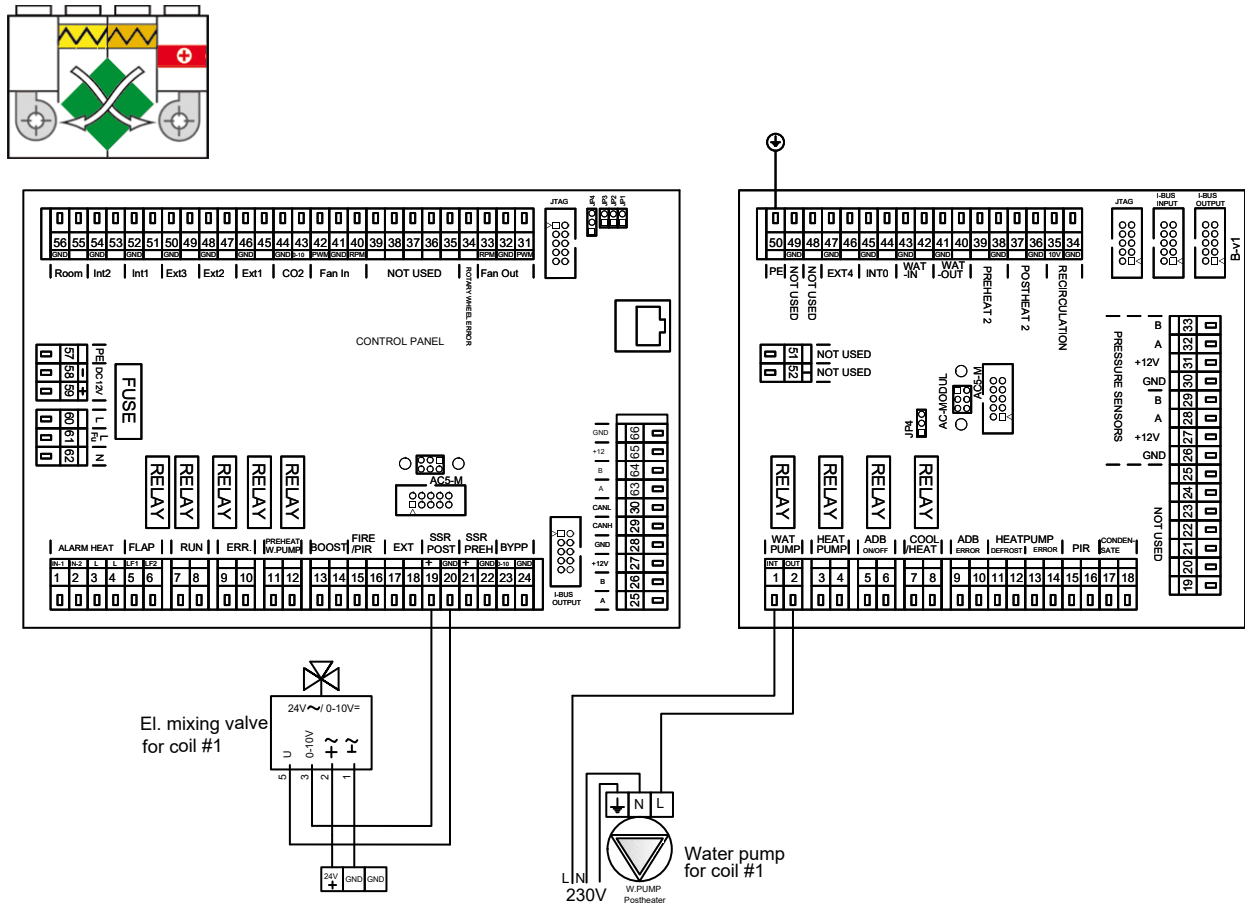 JTAG
JP4
JP3
JP2
JP1
56 55 54 53 52 51 50 49 48 47 46 45 44 43 42 41 40 39 38 37 36 35 34 33 32 31
GND GND GND GND GND GND GND 0-10 PWM GND RPM RPM GND PWM
Room Int2 Int1 Ext3 Ext2 Ext1 CO2 Fan In NOT USED ROTARY WHEEL ERROR Fan Out
CONTROL PANEL
57 PE
58 - DC12V
59 +
60 L
61 Fu L
62 N
FUSE
RELAY RELAY RELAY RELAY RELAY
AC5-M
GND 66
+12 65
B 64
A 63
CANL 30
CANH 29
GND 28
+12V 27
B 26
A 25
I-BUS
OUTPUT
ALARM HEAT FLAP RUN ERR. PREHEAT W.PUMP BOOST FIRE /PIR EXT SSR POST SSR PREH BYPP
IN-1 IN-2 L L LF1 LF2 + GND + GND 0-10 GND
1 2 3 4 5 6 7 8 9 10 11 12 13 14 15 16 17 18 19 20 21 22 23 24
El. mixing valve
for coil #1
24V~/ 0-10V=
U 0-10V + ~ ~
5 3 2 1
24V + GND GND
JTAG
I-BUS
INPUT
I-BUS
OUTPUT
B-v1
50 49 48 47 46 45 44 43 42 41 40 39 38 37 36 35 34
GND GND GND GND GND GND GND 10V GND
PE NOT USED NOT USED EXT4 INT0 WAT -IN WAT -OUT PREHEAT 2 POSTHEAT 2 RECIRCULATION
51 NOT USED
52 NOT USED
JP4
AC-MODUL
AC5-M
PRESSURE SENSORS
B 33
A 32
+12V 31
GND 30
B 29
A 28
+12V 27
GND 26
25
24
NOT USED
23
22
21
20
19
RELAY RELAY RELAY RELAY
WAT PUMP HEAT PUMP ADB ON/OFF COOL /HEAT ADB ERROR HEATPUMP DEFROST ERROR PIR CONDEN- SATE
INT OUT
1 2 3 4 5 6 7 8 9 10 11 12 13 14 15 16 17 18
N L
Water pump
for coil #1
W.PUMP
Postheater
L N
230V